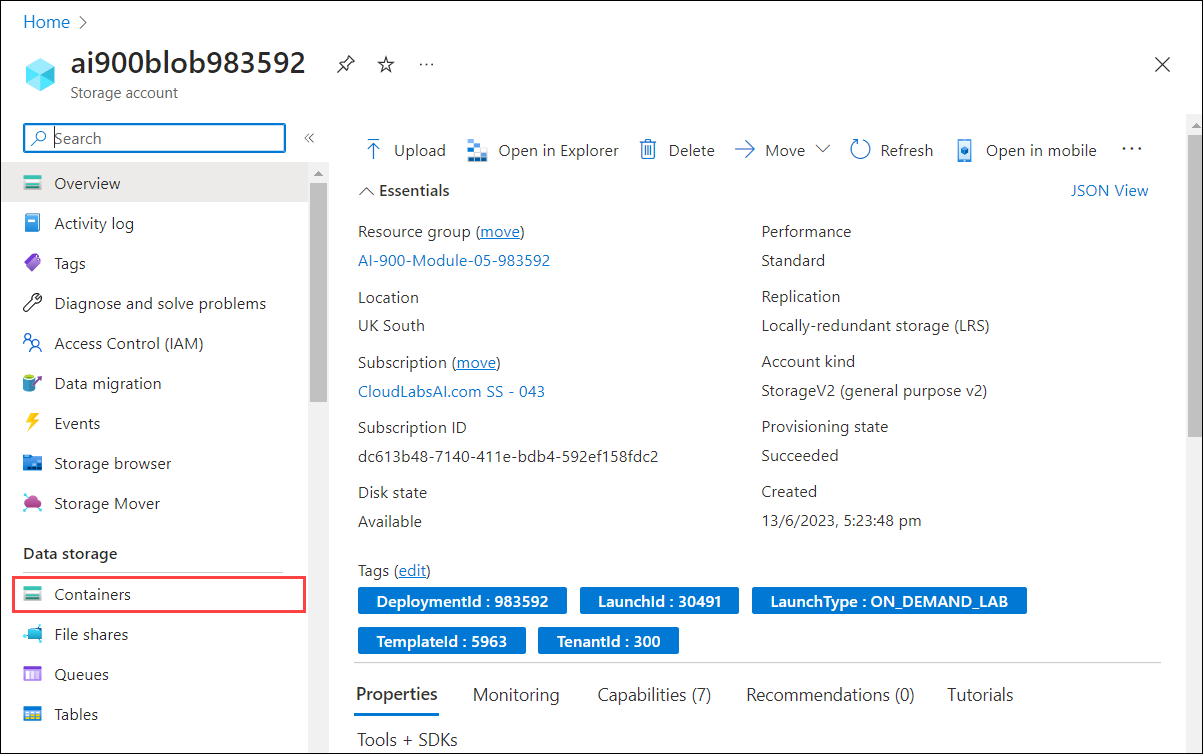 Home
ai900blob983592
Storage account
Search
Overview
Activity log
Tags
Diagnose and solve problems
Access Control (IAM)
Data migration
Events
Storage browser
Storage Mover
Data storage
Containers
File shares
Queues
Tables
Upload Open in Explorer Delete Move Refresh Open in mobile
Essentials JSON View
Resource group (move)
AI-900-Module-05-983592
Location
UK South
Subscription (move)
CloudLabsAI.com SS - 043
Subscription ID
dc613b48-7140-411e-bdb4-592ef158fdc2
Disk state
Available
Performance
Standard
Replication
Locally-redundant storage (LRS)
Account kind
StorageV2 (general purpose v2)
Provisioning state
Succeeded
Created
13/6/2023, 5:23:48 pm
Tags (edit)
DeploymentId : 983592 LaunchId : 30491 LaunchType : ON_DEMAND_LAB
TemplateId : 5963 TenantId : 300
Properties Monitoring Capabilities (7) Recommendations (0) Tutorials
Tools + SDKs